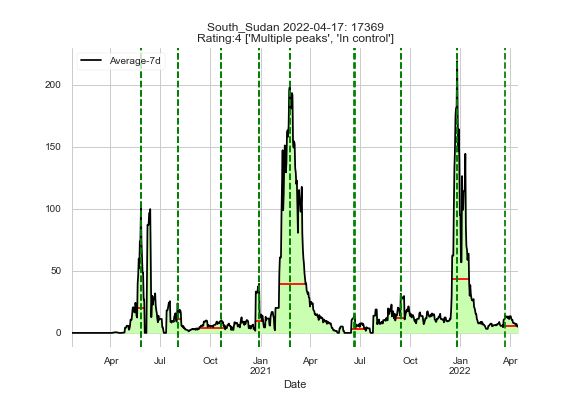 South_Sudan 2022-04-17: 17369
Rating:4 ['Multiple peaks', 'In control']
Average-7d
200
150
100
50
0
Apr
Jul
Oct
Jan
2021
Apr
Jul
Oct
Jan
2022
Apr
Date